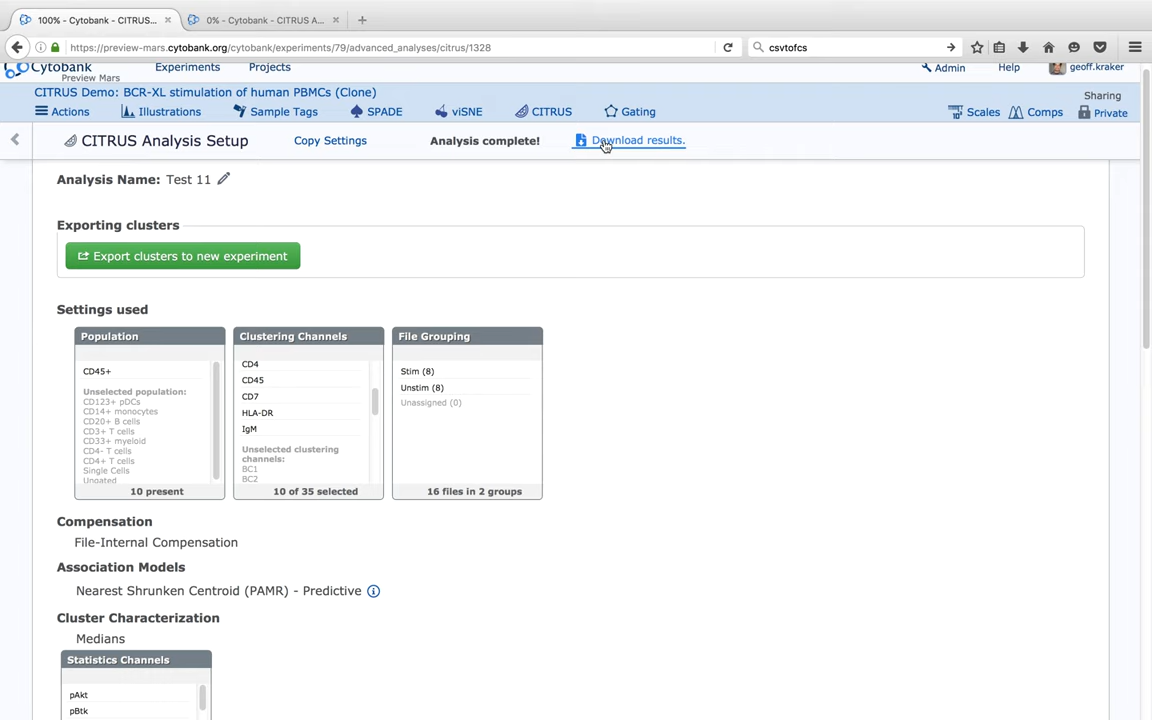 100% - Cytobank - CITRUS... × 0% - Cytobank - CITRUS A... × +
https://preview-mars.cytobank.org/cytobank/experiments/79/advanced_analyses/citrus/1328 csvtofcs
Cytobank Experiments Projects Admin Help geoff.kraker
Preview Mars
CITRUS Demo: BCR-XL stimulation of human PBMCs (Clone) Sharing
Actions Illustrations Sample Tags SPADE viSNE CITRUS Gating Scales Comps Private
CITRUS Analysis Setup Copy Settings Analysis complete! Download results.
Analysis Name: Test 11
Exporting clusters
Export clusters to new experiment
Settings used
Population
CD45+
Unselected population:
CD123+ pDCs
CD14+ monocytes
CD20+ B cells
CD3+ T cells
CD33+ myeloid
CD4- T cells
CD4+ T cells
Single Cells
Ungated
10 present
Clustering Channels
CD4
CD45
CD7
HLA-DR
IgM
Unselected clustering
channels:
BC1
BC2
10 of 35 selected
File Grouping
Stim (8)
Unstim (8)
Unassigned (0)
16 files in 2 groups
Compensation
File-Internal Compensation
Association Models
Nearest Shrunken Centroid (PAMR) - Predictive
Cluster Characterization
Medians
Statistics Channels
pAkt
pBtk